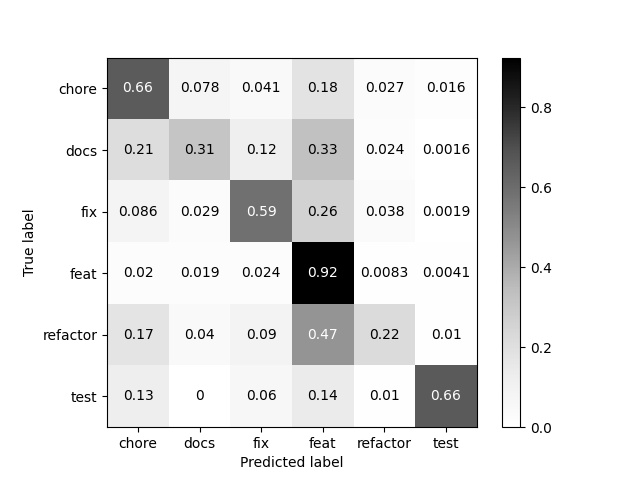 chore 0.66 0.078 0.041 0.18 0.027 0.016
docs 0.21 0.31 0.12 0.33 0.024 0.0016
fix 0.086 0.029 0.59 0.26 0.038 0.0019
feat 0.02 0.019 0.024 0.92 0.0083 0.0041
refactor 0.17 0.04 0.09 0.47 0.22 0.01
test 0.13 0 0.06 0.14 0.01 0.66
chore docs fix feat refactor test
Predicted label
True label
0.8
0.6
0.4
0.2
0.0